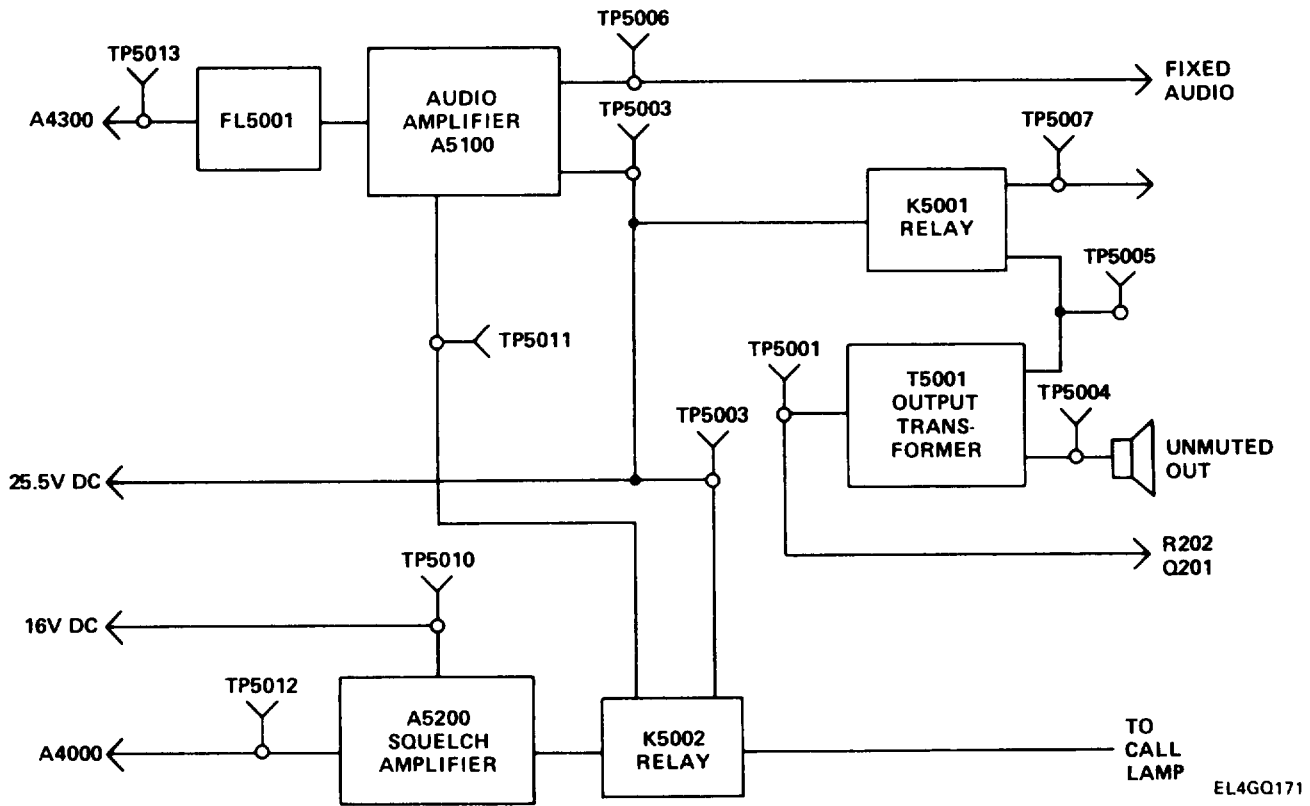 TP5006
TP5013
FIXED
AUDIO
A4300
FL5001
AUDIO
AMPLIFIER
A5100
TP5003
TP5007
K5001
RELAY
TP5005
TP5011
TP5001
T5001
OUTPUT
TRANS-
FORMER
TP5004
UNMUTED
OUT
TP5003
25.5V DC
R202
Q201
TP5010
16V DC
TP5012
A5200
SQUELCH
AMPLIFIER
K5002
RELAY
A4000
TO
CALL
LAMP
EL4GQ171